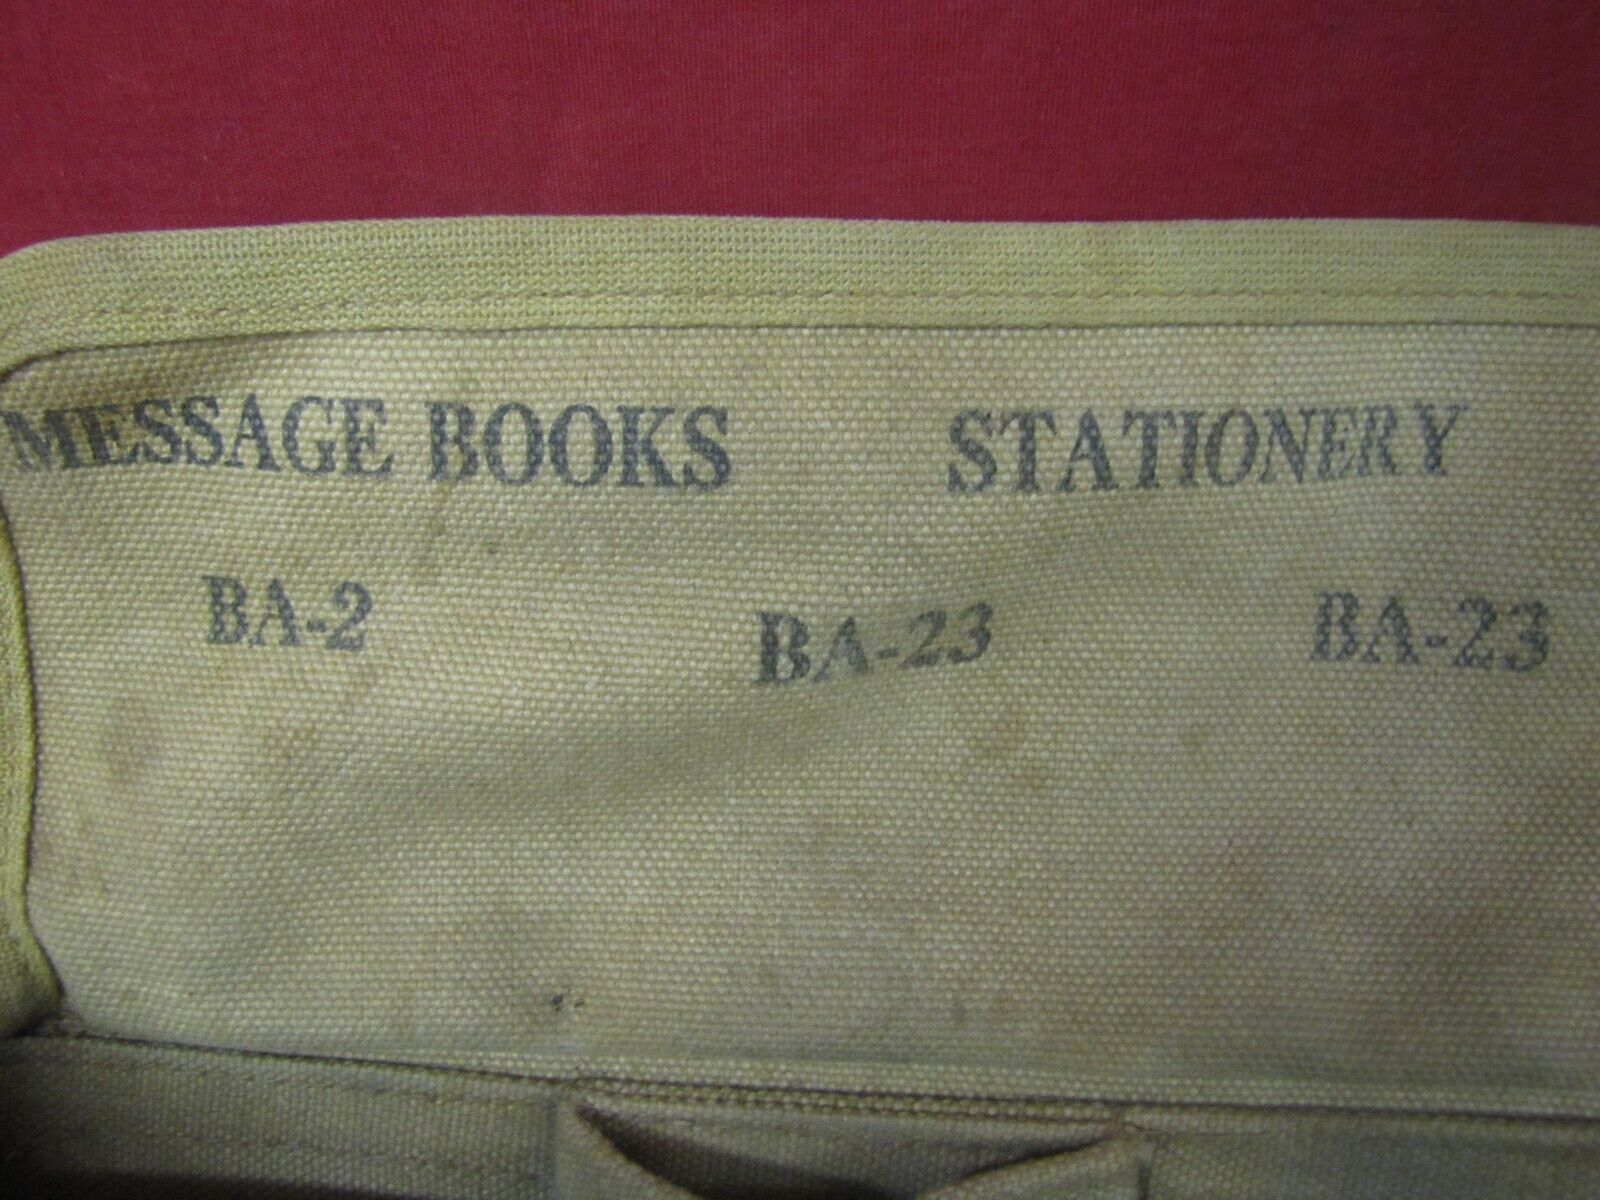 MESSAGE BOOKS STATIONERY
BA-2 BA-23 BA-23